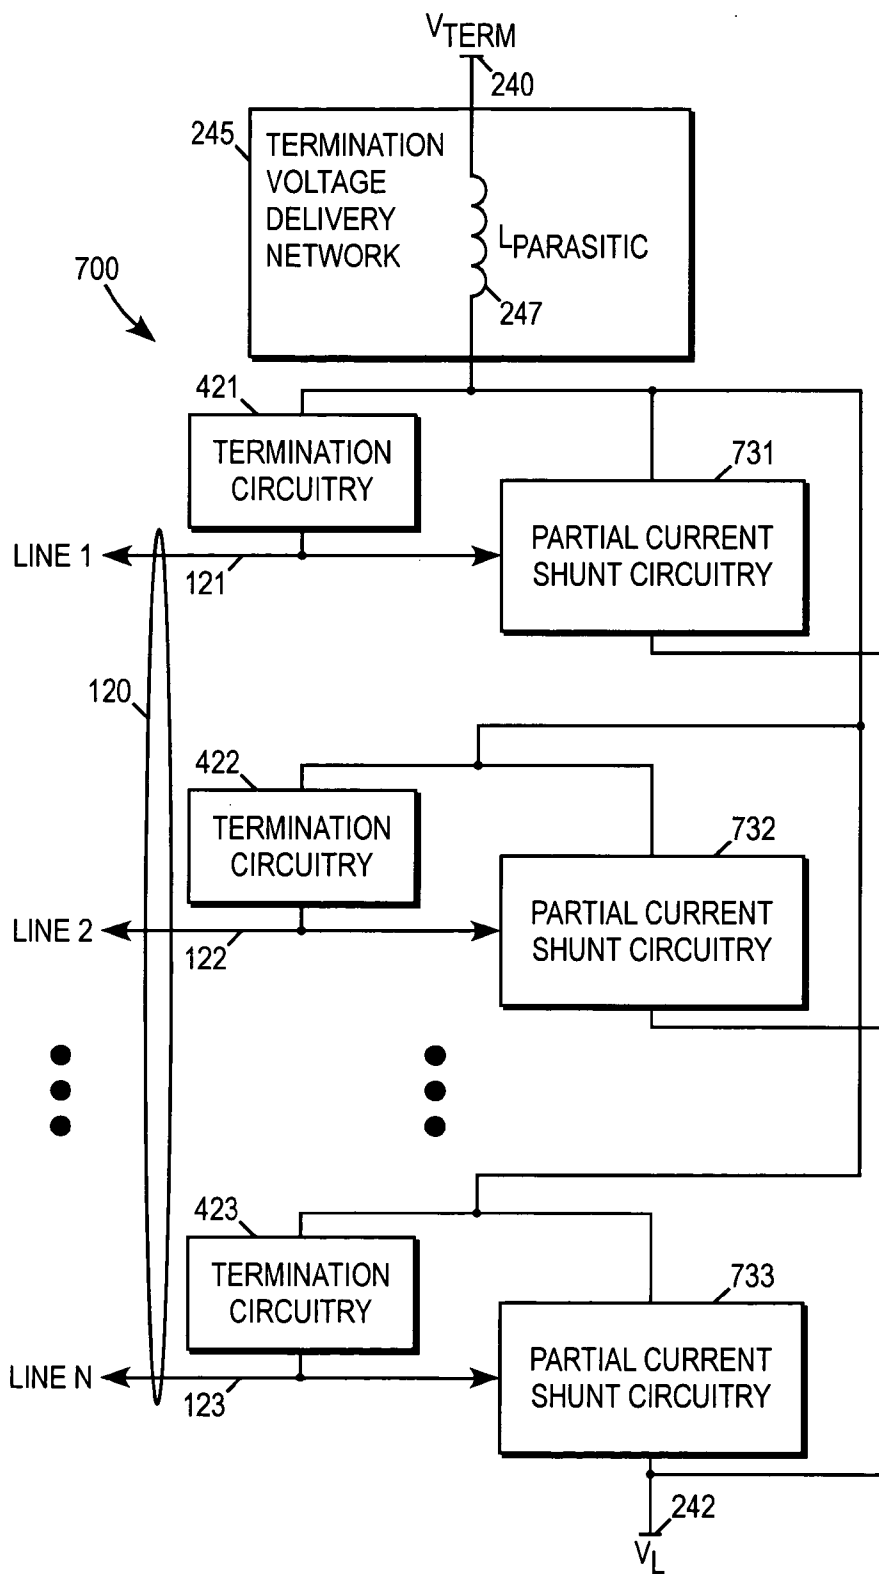 VTERM
240
245
TERMINATION
VOLTAGE
DELIVERY
NETWORK
LPARASITIC
247
700
421
TERMINATION
CIRCUITRY
731
PARTIAL CURRENT
SHUNT CIRCUITRY
LINE 1
121
120
422
TERMINATION
CIRCUITRY
732
PARTIAL CURRENT
SHUNT CIRCUITRY
LINE 2
122
423
TERMINATION
CIRCUITRY
733
PARTIAL CURRENT
SHUNT CIRCUITRY
LINE N
123
242
VL